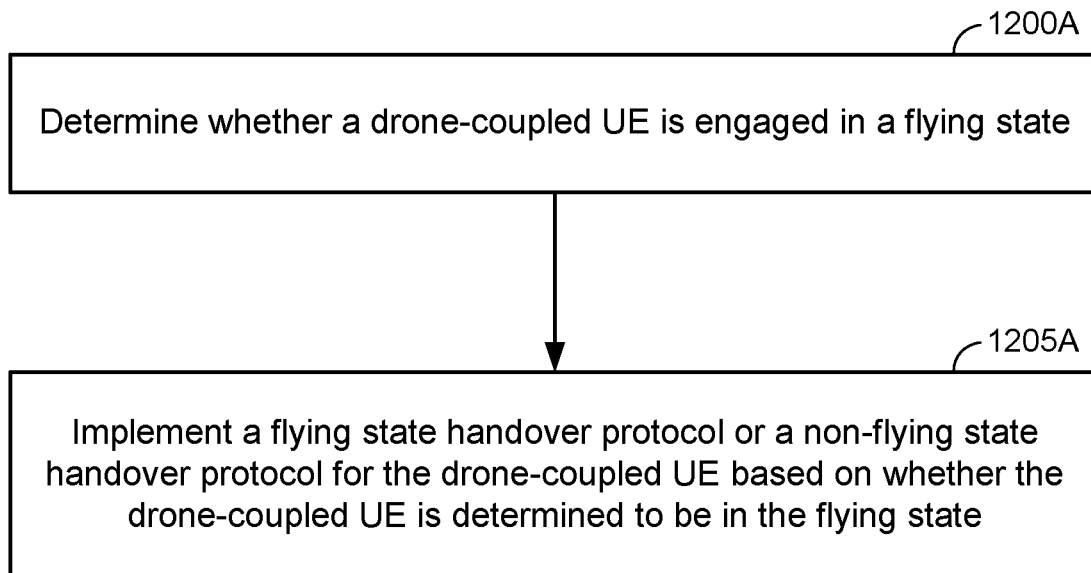 1200A
Determine whether a drone-coupled UE is engaged in a flying state
1205A
Implement a flying state handover protocol or a non-flying state
handover protocol for the drone-coupled UE based on whether the
drone-coupled UE is determined to be in the flying state